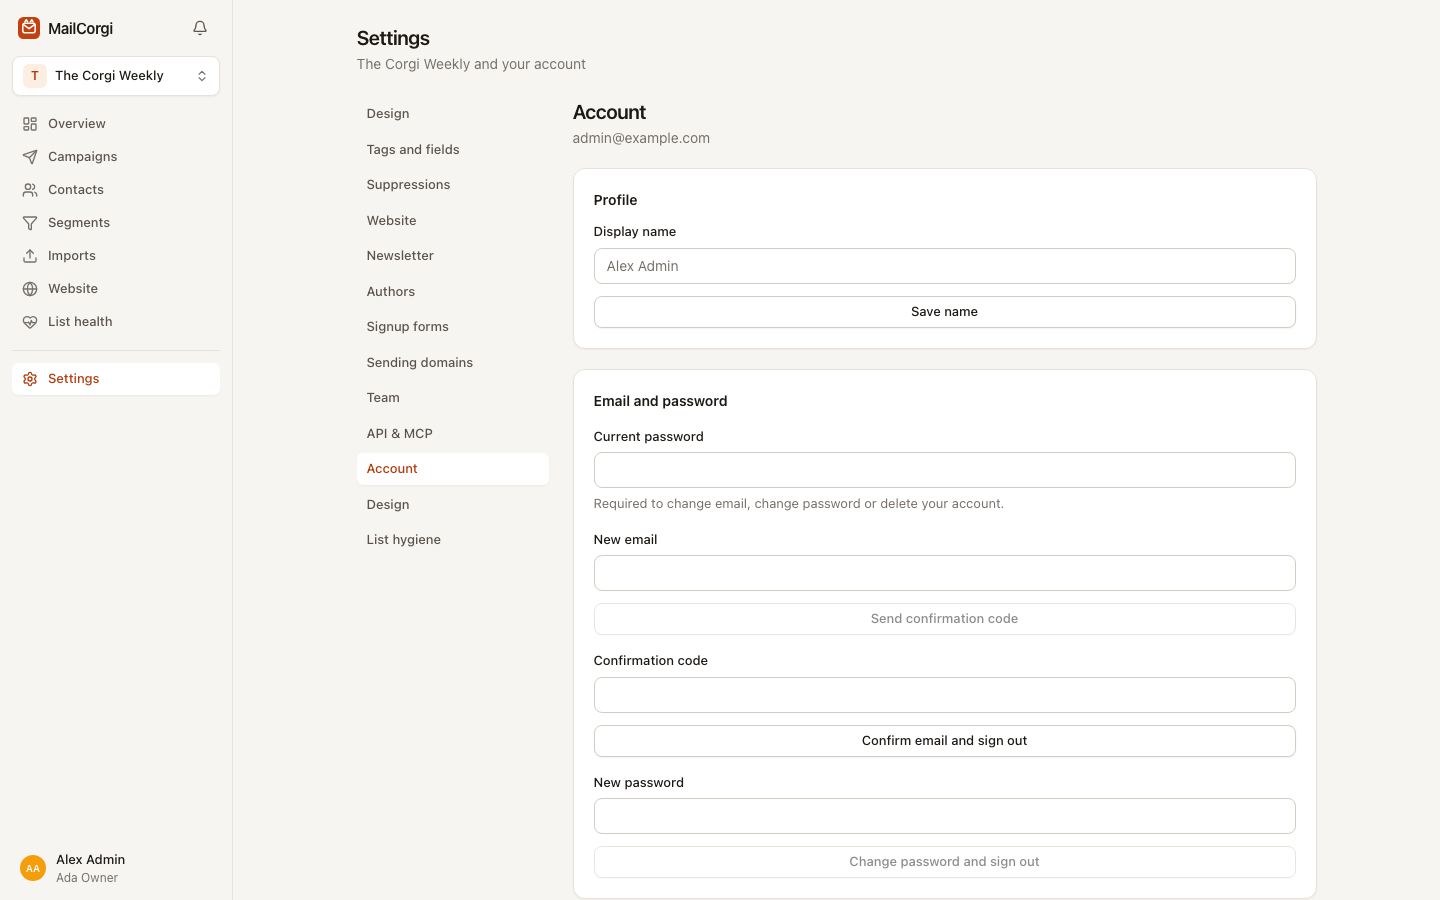 MailCorgi
T
The Corgi Weekly
Overview
Campaigns
Contacts
Segments
Imports
Website
List health
Settings
AA
Alex Admin
Ada Owner
Settings
The Corgi Weekly and your account
Design
Tags and fields
Suppressions
Website
Newsletter
Authors
Signup forms
Sending domains
Team
API & MCP
Account
Design
List hygiene
Account
admin@example.com
Profile
Display name
Alex Admin
Save name
Email and password
Current password
Required to change email, change password or delete your account.
New email
Send confirmation code
Confirmation code
Confirm email and sign out
New password
Change password and sign out